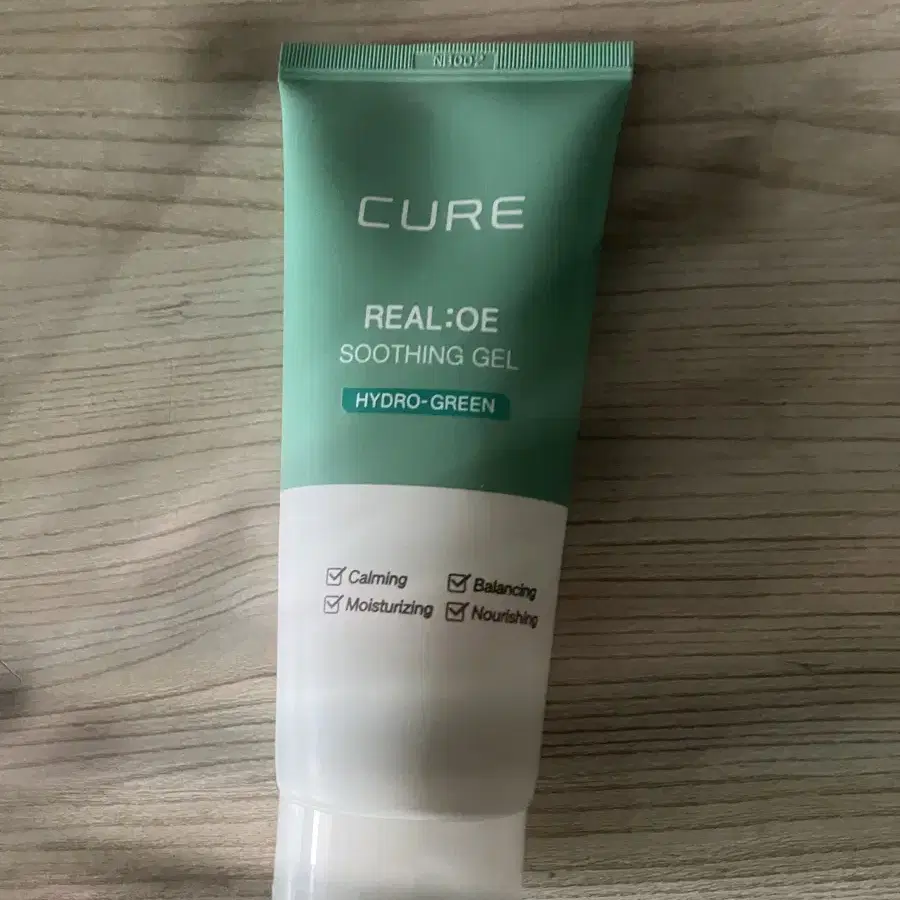 CURE
REAL:OE
SOOTHING GEL
HYDRO-GREEN
Calming Balancing
Moisturizing Nourishing